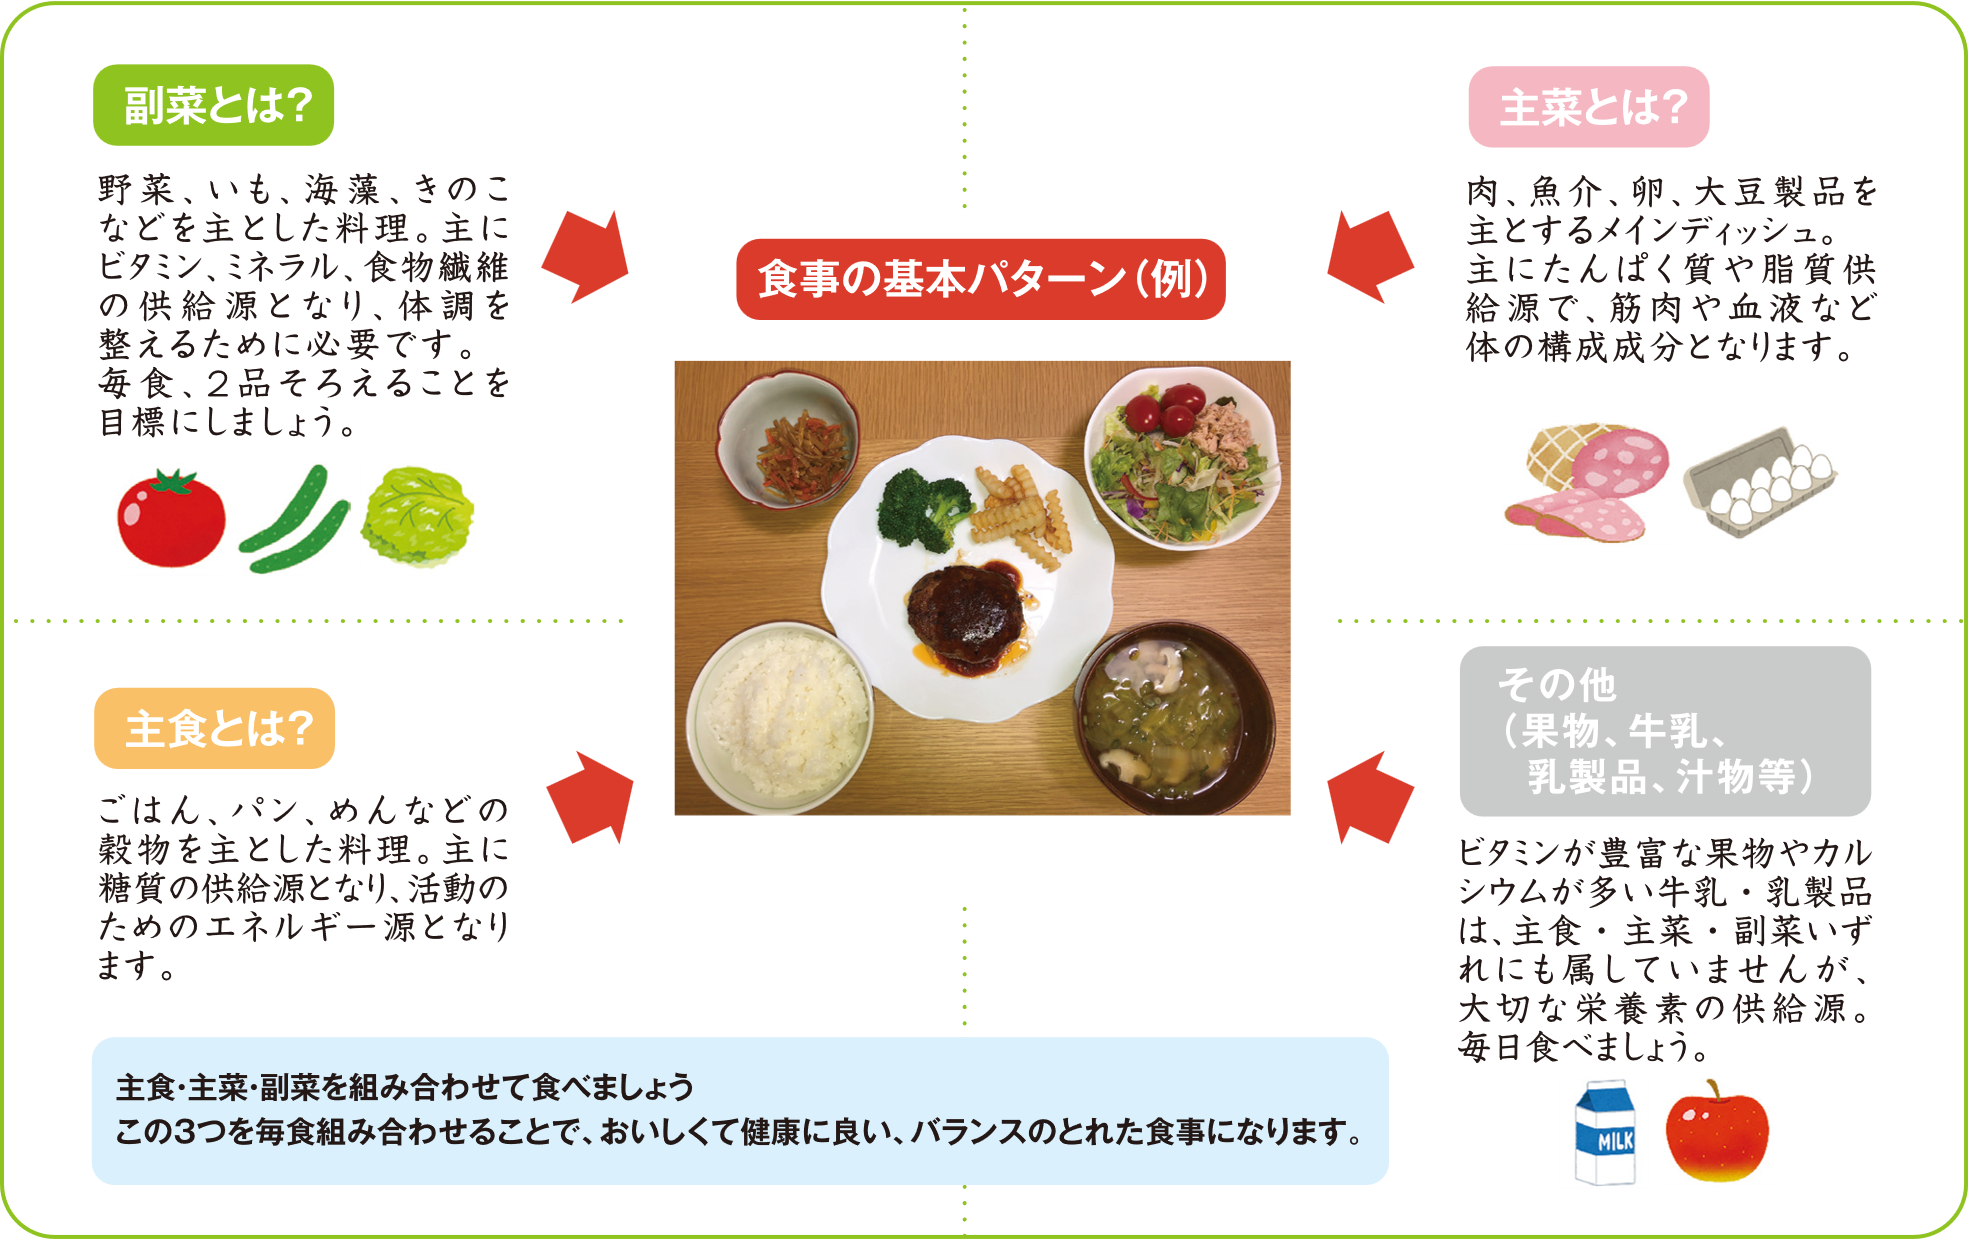 副菜とは?
野菜、いも、海藻、きのこ
などを主とした料理。主に
ビタミン、ミネラル、食物繊維
の供給源となり、体調を
整えるために必要です。
毎食、2品そろえることを
目標にしましょう。
主菜とは?
肉、魚介、卵、大豆製品を
主とするメインディッシュ。
主にたんぱく質や脂質供
給源で、筋肉や血液など
体の構成成分となります。
食事の基本パターン(例)
主食とは?
ごはん、パン、めんなどの
穀物を主とした料理。主に
糖質の供給源となり、活動の
ためのエネルギー源となり
ます。
その他
(果物、牛乳、
乳製品、汁物等)
ビタミンが豊富な果物やカル
シウムが多い牛乳・乳製品
は、主食・主菜・副菜いず
れにも属していませんが、
大切な栄養素の供給源。
毎日食べましょう。
MILK
主食・主菜・副菜を組み合わせて食べましょう
この3つを毎食組み合わせることで、おいしくて健康に良い、バランスのとれた食事になります。